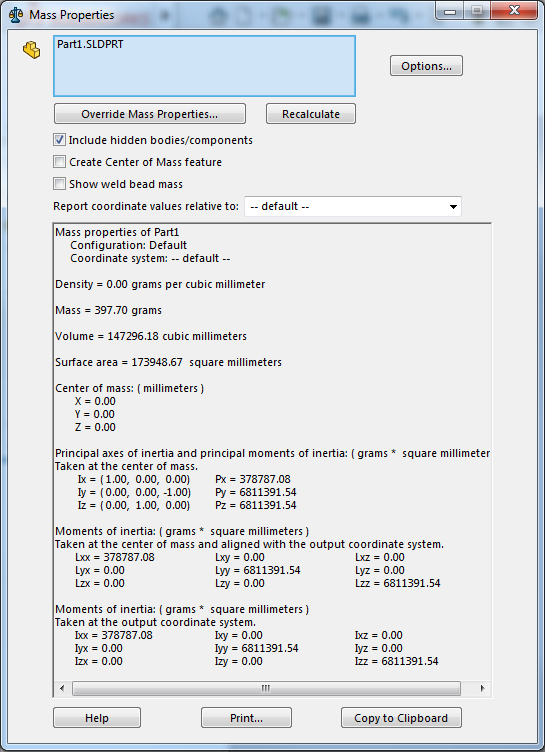 Mass Properties
Part1.SLDPRT
Options...
Override Mass Properties... Recalculate
Include hidden bodies/components
Create Center of Mass feature
Show weld bead mass
Report coordinate values relative to: -- default --
Mass properties of Part1
Configuration: Default
Coordinate system: -- default --
Density = 0.00 grams per cubic millimeter
Mass = 397.70 grams
Volume = 147296.18 cubic millimeters
Surface area = 173948.67 square millimeters
Center of mass: ( millimeters )
X = 0.00
Y = 0.00
Z = 0.00
Principal axes of inertia and principal moments of inertia: ( grams * square millimeter
Taken at the center of mass.
Ix = ( 1.00, 0.00, 0.00) Px = 378787.08
Iy = ( 0.00, 0.00, -1.00) Py = 6811391.54
Iz = ( 0.00, 1.00, 0.00) Pz = 6811391.54
Moments of inertia: ( grams * square millimeters )
Taken at the center of mass and aligned with the output coordinate system.
Lxx = 378787.08 Lxy = 0.00 Lxz = 0.00
Lyx = 0.00 Lyy = 6811391.54 Lyz = 0.00
Lzx = 0.00 Lzy = 0.00 Lzz = 6811391.54
Moments of inertia: ( grams * square millimeters )
Taken at the output coordinate system.
Ixx = 378787.08 Ixy = 0.00 Ixz = 0.00
Iyx = 0.00 Iyy = 6811391.54 Iyz = 0.00
Izx = 0.00 Izy = 0.00 Izz = 6811391.54
Help Print... Copy to Clipboard